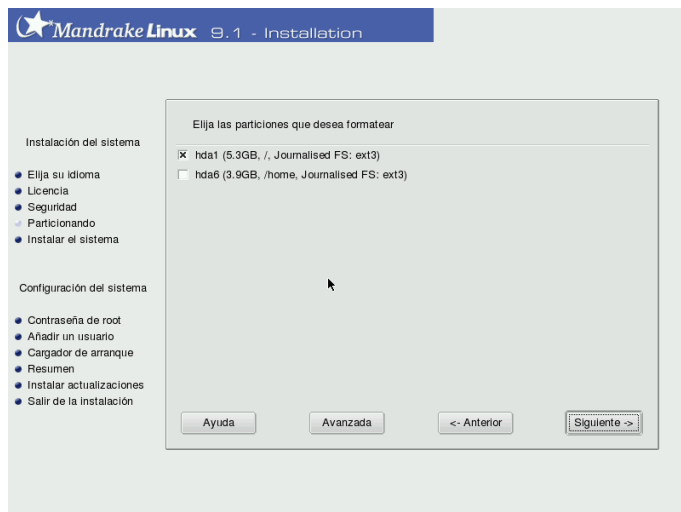 Mandrake Linux 9.1 - Installation
Elija las particiones que desea formatear
Instalación del sistema
hda1 (5.3GB, /, Journalised FS: ext3)
hda6 (3.9GB, /home, Journalised FS: ext3)
Elija su idioma
Licencia
Seguridad
Particionando
Instalar el sistema
Configuración del sistema
Contraseña de root
Añadir un usuario
Cargador de arranque
Resumen
Instalar actualizaciones
Salir de la instalación
Ayuda
Avanzada
<- Anterior
Siguiente ->